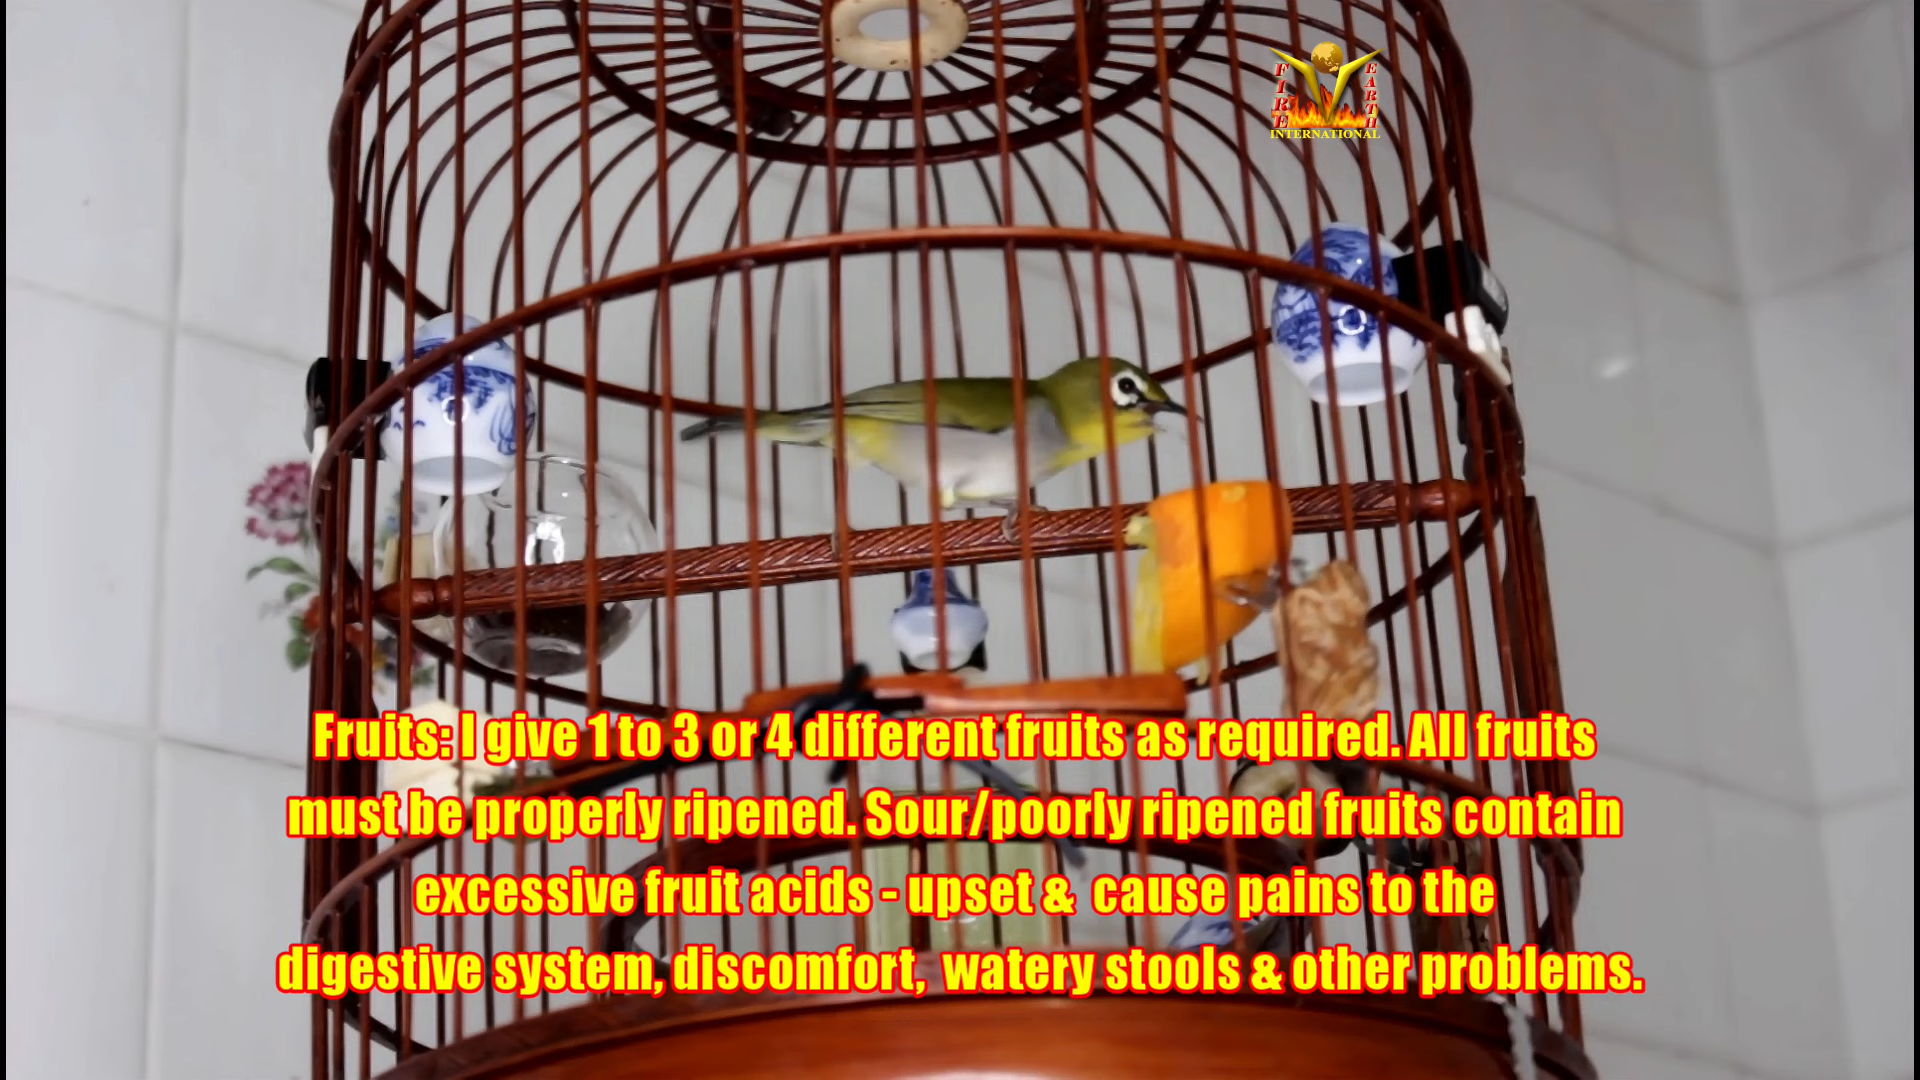 FIRE
EARTH
INTERNATIONAL
Fruits: I give 1 to 3 or 4 different fruits as required. All fruits
must be properly ripened. Sour/poorly ripened fruits contain
excessive fruit acids - upset &  cause pains to the
digestive system, discomfort,  watery stools & other problems.